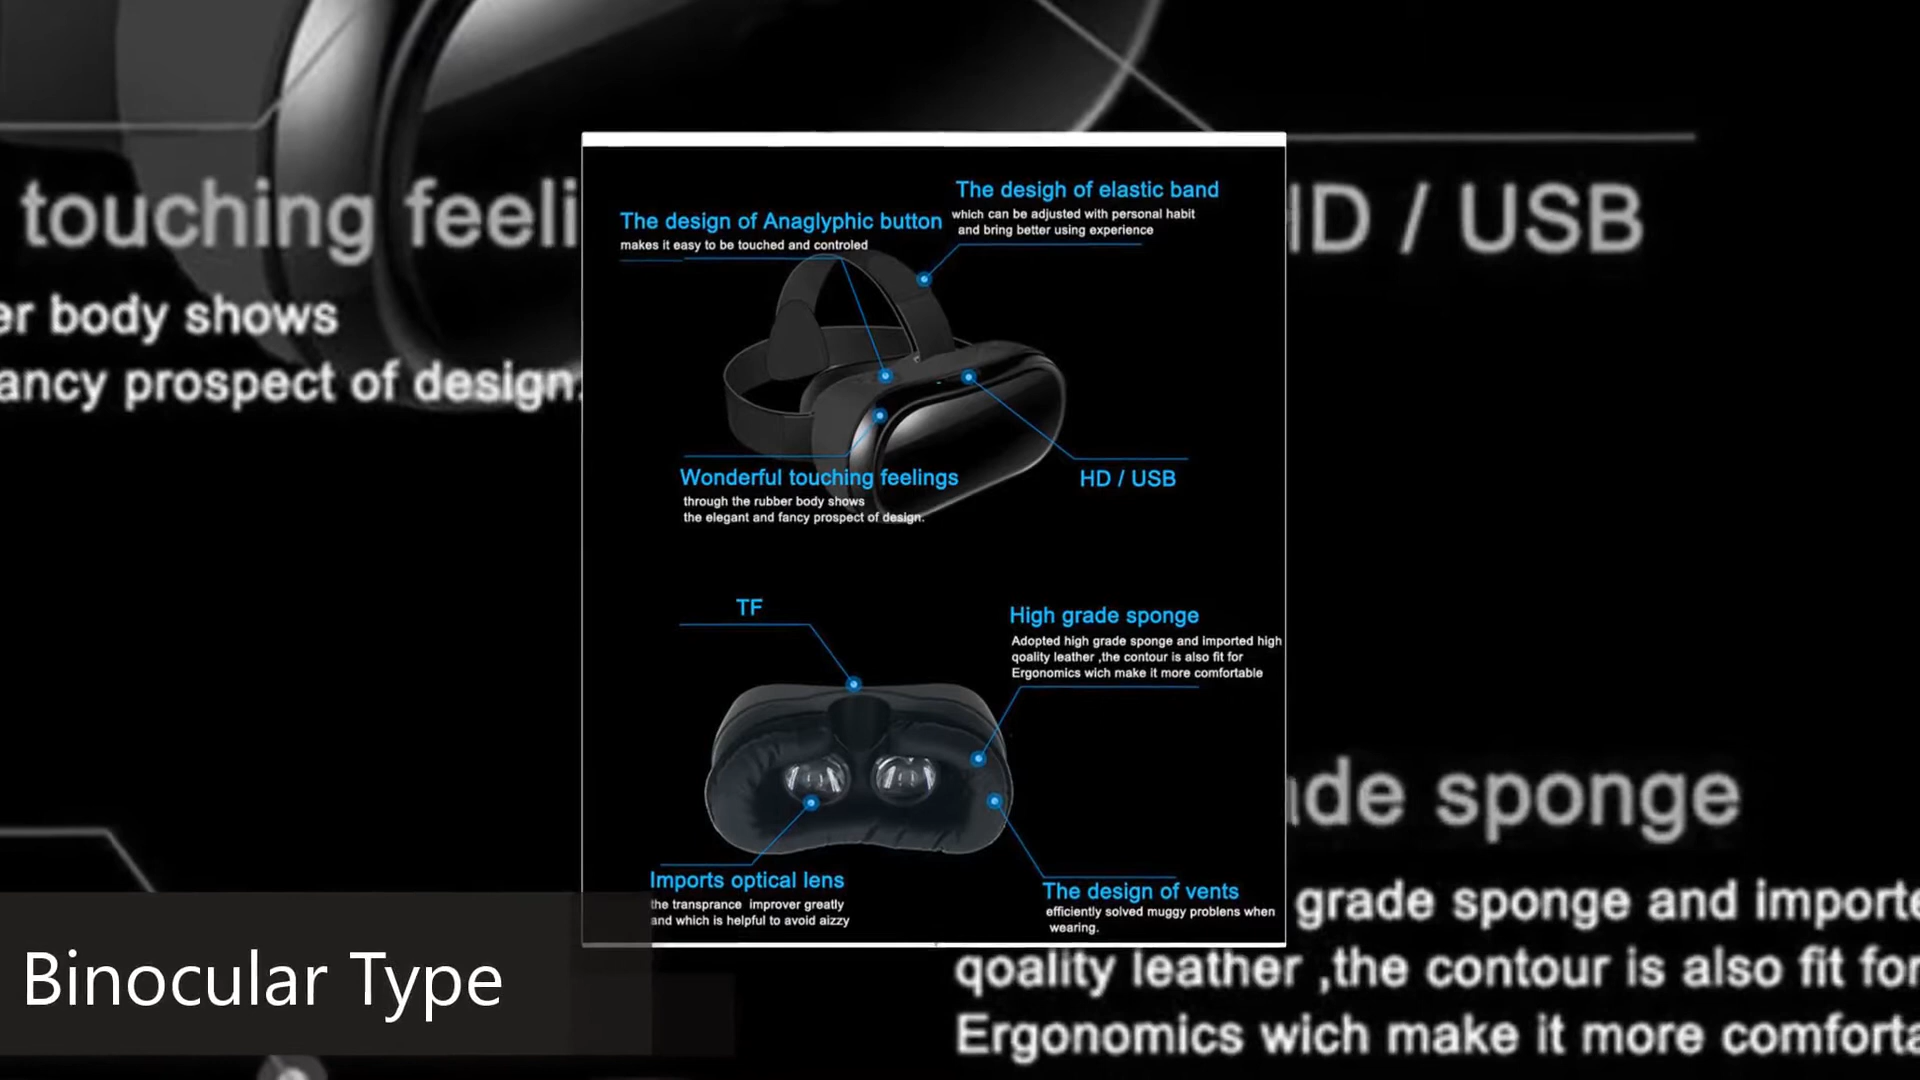 The desigh of elastic band
which can be adjusted with personal habit
and bring better using experience
The design of Anaglyphic button
makes it easy to be touched and controled
Wonderful touching feelings
through the rubber body shows
the elegant and fancy prospect of design.
HD / USB
TF
High grade sponge
Adopted high grade sponge and imported high
qoality leather ,the contour is also fit for
Ergonomics wich make it more comfortable
Imports optical lens
the transprance improver greatly
and which is helpful to avoid aizzy
The design of vents
efficiently solved muggy problens when
wearing.
touching feeli
HD / USB
er body shows
ancy prospect of design.
de sponge
grade sponge and importe
qoality leather ,the contour is also fit for
Ergonomics wich make it more comforta
Binocular Type